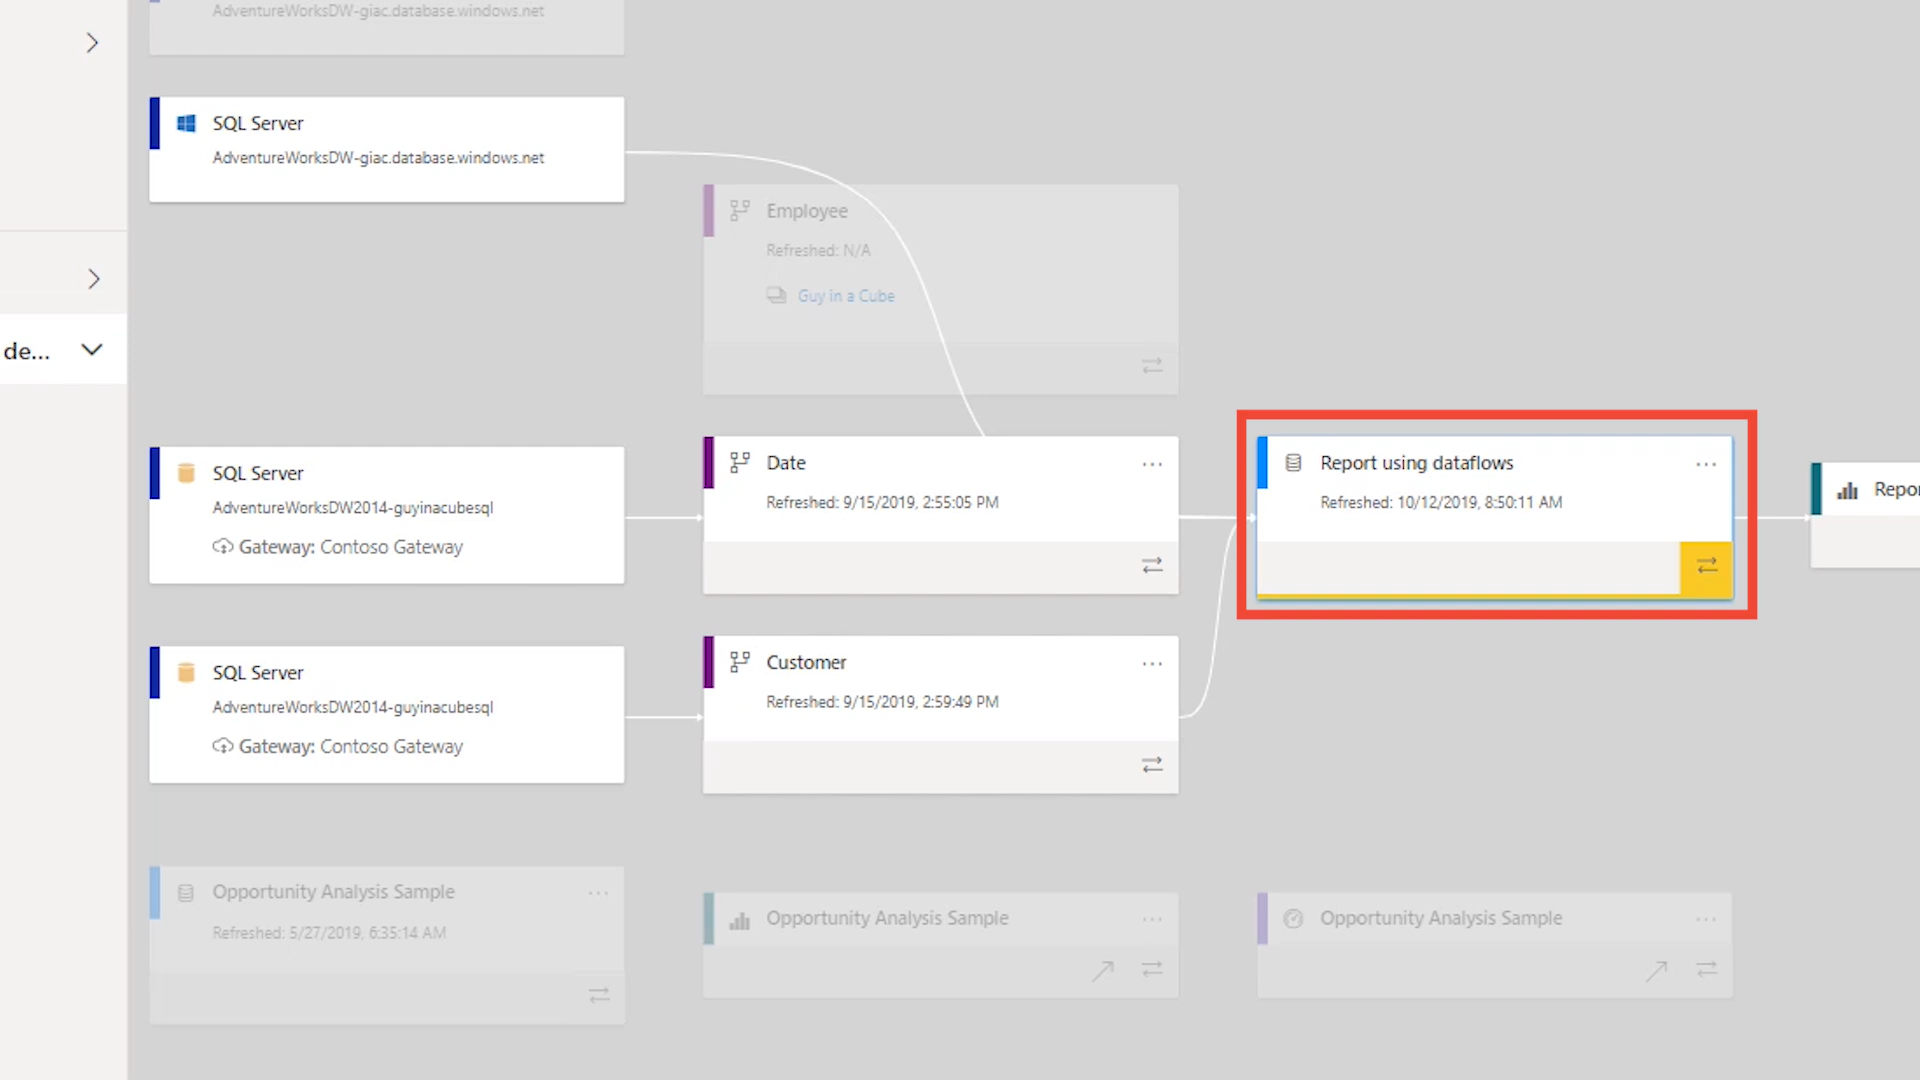 AdventureWorksDW-giac.database.windows.net
SQL Server
AdventureWorksDW-giac.database.windows.net
Employee
Refreshed: N/A
Guy in a Cube
de...
SQL Server
AdventureWorksDW2014-guyinacubesql
Gateway: Contoso Gateway
Date
Refreshed: 9/15/2019, 2:55:05 PM
Report using dataflows
Refreshed: 10/12/2019, 8:50:11 AM
Repor
SQL Server
AdventureWorksDW2014-guyinacubesql
Gateway: Contoso Gateway
Customer
Refreshed: 9/15/2019, 2:59:49 PM
Opportunity Analysis Sample
Refreshed: 5/27/2019, 6:35:14 AM
Opportunity Analysis Sample
Opportunity Analysis Sample